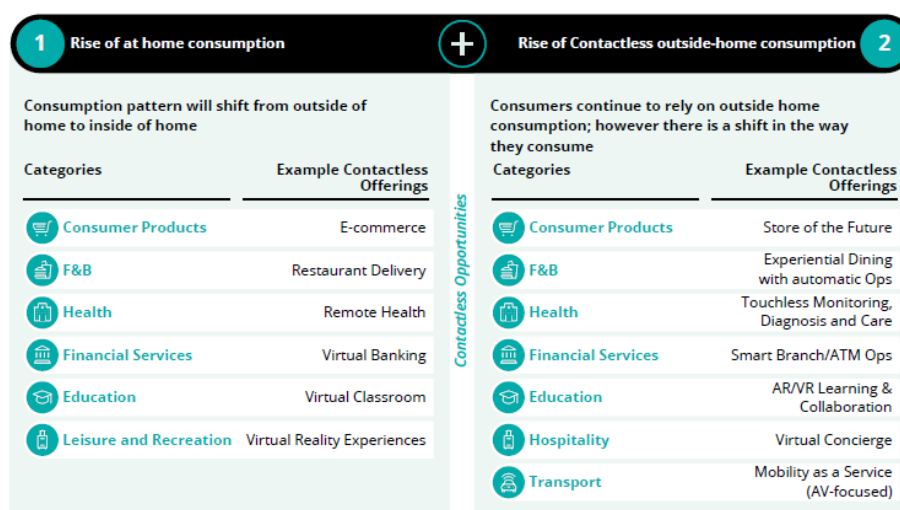 1 Rise of at home consumption
+
Rise of Contactless outside-home consumption 2
Consumption pattern will shift from outside of
home to inside of home
Categories
Example Contactless
Offerings
Consumer Products E-commerce
F&B Restaurant Delivery
Health Remote Health
Financial Services Virtual Banking
Education Virtual Classroom
Leisure and Recreation Virtual Reality Experiences
Contactless Opportunities
Consumers continue to rely on outside home
consumption; however there is a shift in the way
they consume
Categories
Example Contactless
Offerings
Consumer Products Store of the Future
F&B Experiential Dining
with automatic Ops
Health Touchless Monitoring,
Diagnosis and Care
Financial Services Smart Branch/ATM Ops
Education AR/VR Learning &
Collaboration
Hospitality Virtual Concierge
Transport Mobility as a Service
(AV-focused)